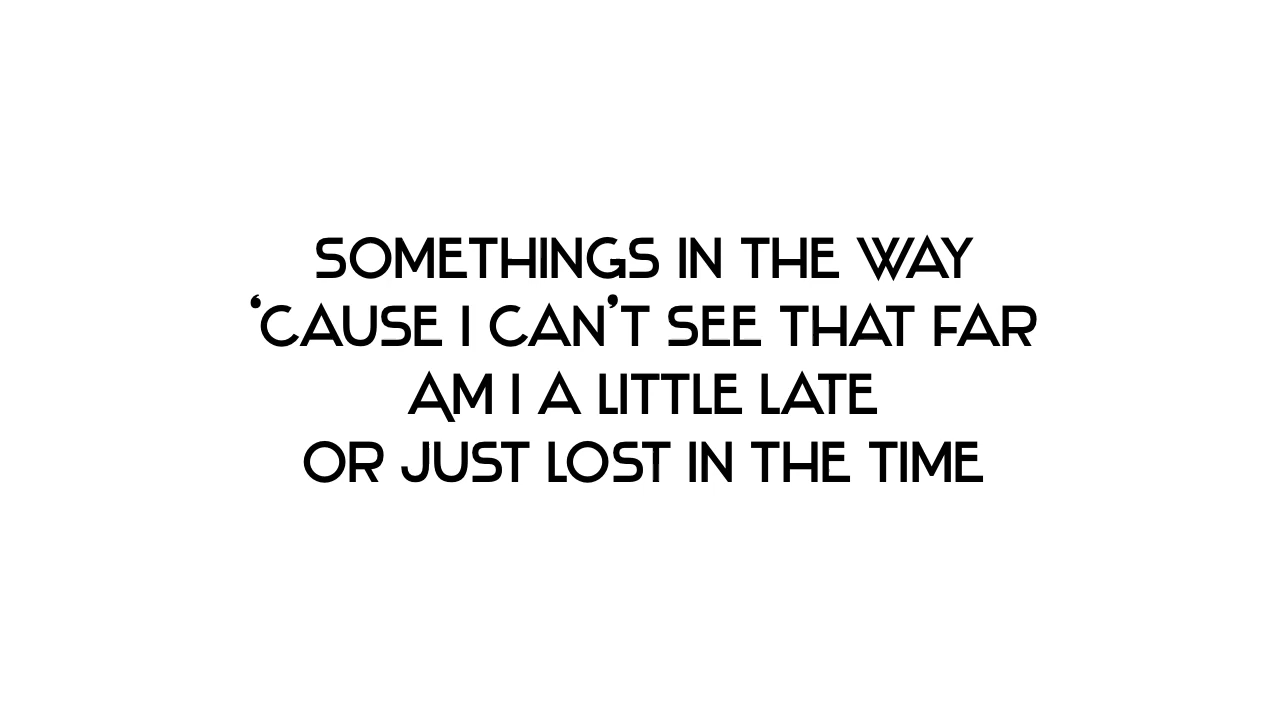 SOMETHINGS IN THE WAY
‘CAUSE I CAN’T SEE THAT FAR
AM I A LITTLE LATE
OR JUST LOST IN THE TIME